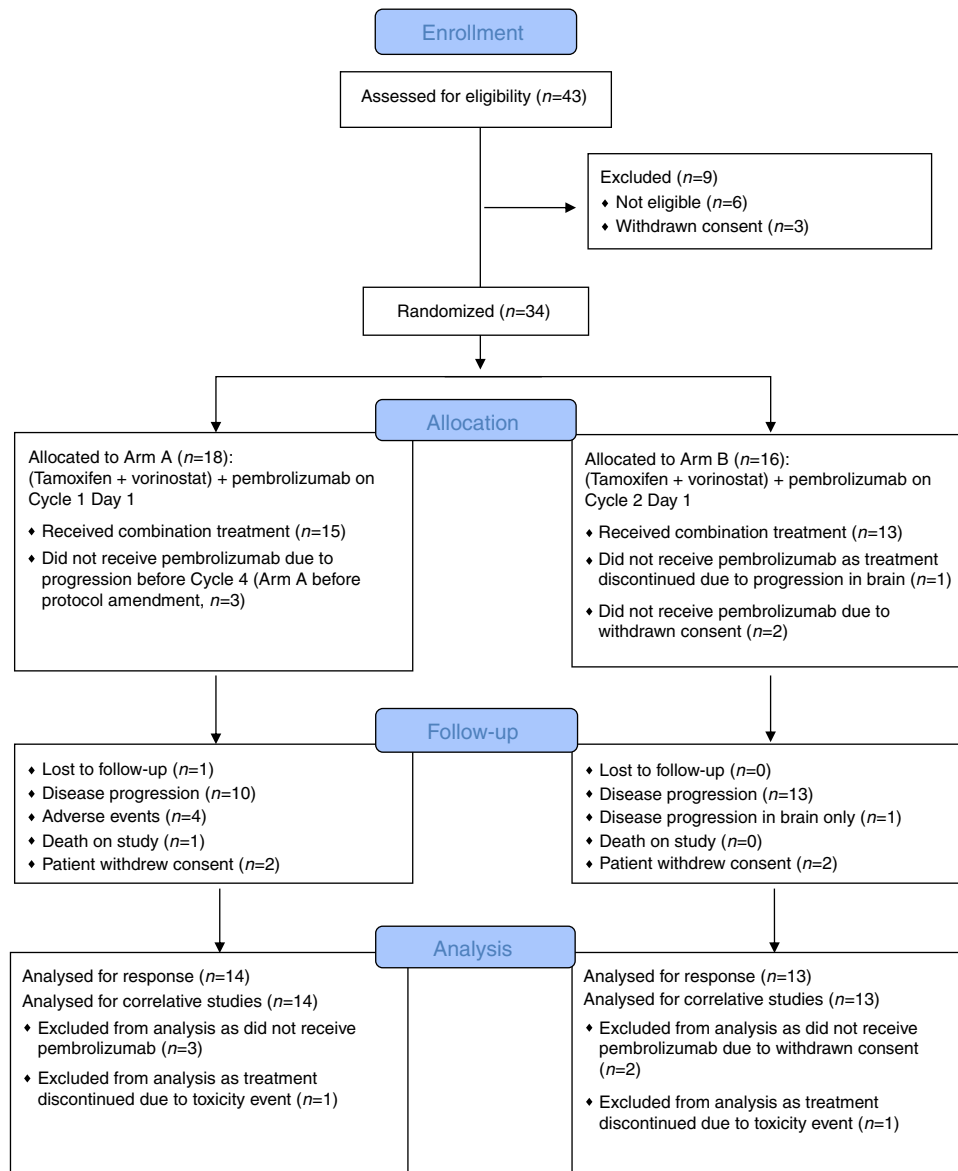 Enrollment
Assessed for eligibility (n=43)
Excluded (n=9)
♦ Not eligible (n=6)
♦ Withdrawn consent (n=3)
Randomized (n=34)
Allocation
Allocated to Arm A (n=18):
(Tamoxifen + vorinostat) + pembrolizumab on
Cycle 1 Day 1
♦ Received combination treatment (n=15)
♦ Did not receive pembrolizumab due to
progression before Cycle 4 (Arm A before
protocol amendment, n=3)
Allocated to Arm B (n=16):
(Tamoxifen + vorinostat) + pembrolizumab on
Cycle 2 Day 1
♦ Received combination treatment (n=13)
♦ Did not receive pembrolizumab as treatment
discontinued due to progression in brain (n=1)
♦ Did not receive pembrolizumab due to
withdrawn consent (n=2)
Follow-up
♦ Lost to follow-up (n=1)
♦ Disease progression (n=10)
♦ Adverse events (n=4)
♦ Death on study (n=1)
♦ Patient withdrew consent (n=2)
♦ Lost to follow-up (n=0)
♦ Disease progression (n=13)
♦ Disease progression in brain only (n=1)
♦ Death on study (n=0)
♦ Patient withdrew consent (n=2)
Analysis
Analysed for response (n=14)
Analysed for correlative studies (n=14)
♦ Excluded from analysis as did not receive
pembrolizumab (n=3)
♦ Excluded from analysis as treatment
discontinued due to toxicity event (n=1)
Analysed for response (n=13)
Analysed for correlative studies (n=13)
♦ Excluded from analysis as did not receive
pembrolizumab due to withdrawn consent
(n=2)
♦ Excluded from analysis as treatment
discontinued due to toxicity event (n=1)